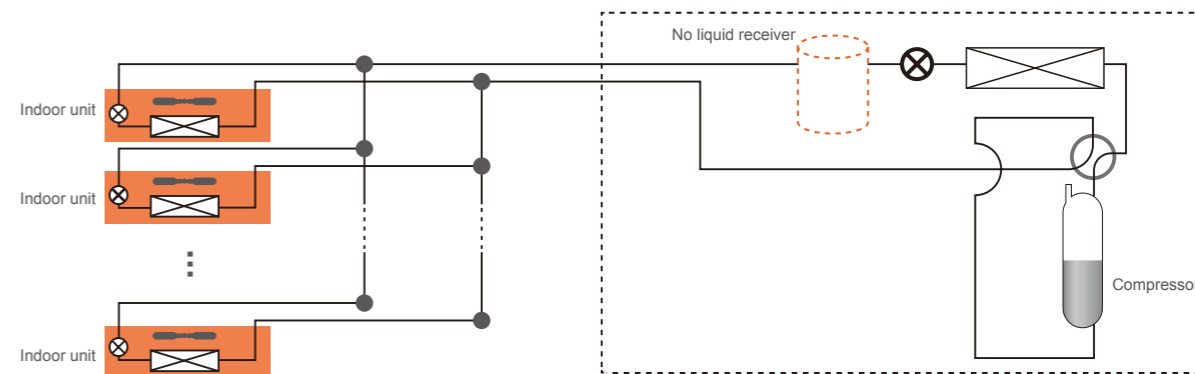 No liquid receiver
Indoor unit
Indoor unit
Compressor
Indoor unit